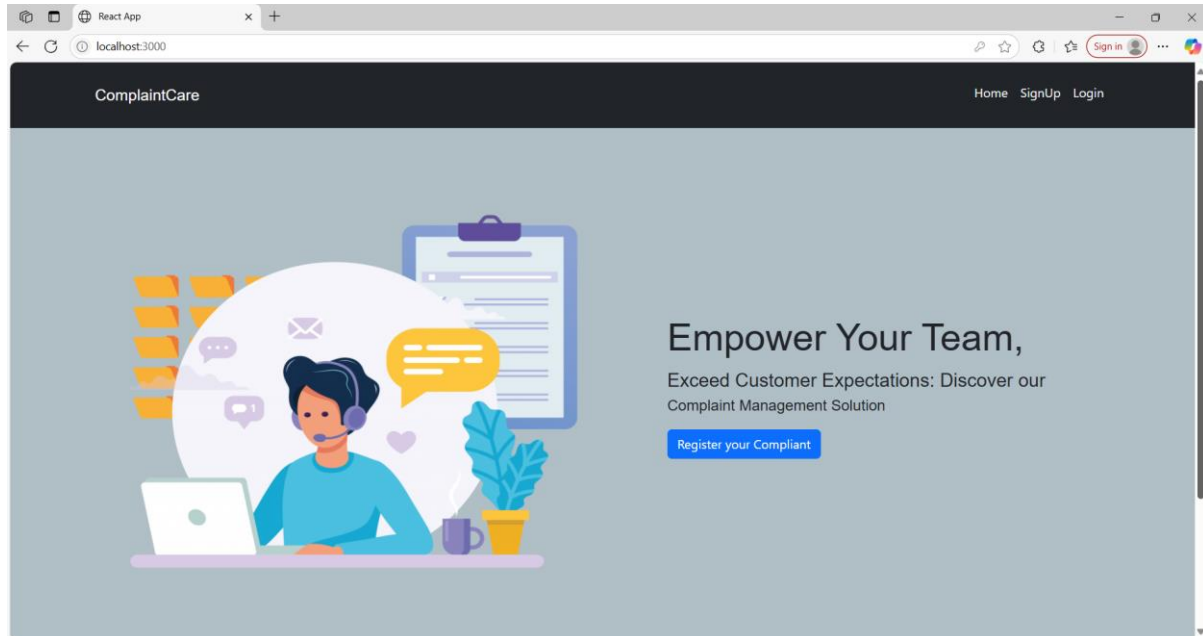 React App
localhost:3000
Sign in
ComplaintCare
Home SignUp Login
Empower Your Team,
Exceed Customer Expectations: Discover our
Complaint Management Solution
Register your Compliant
1